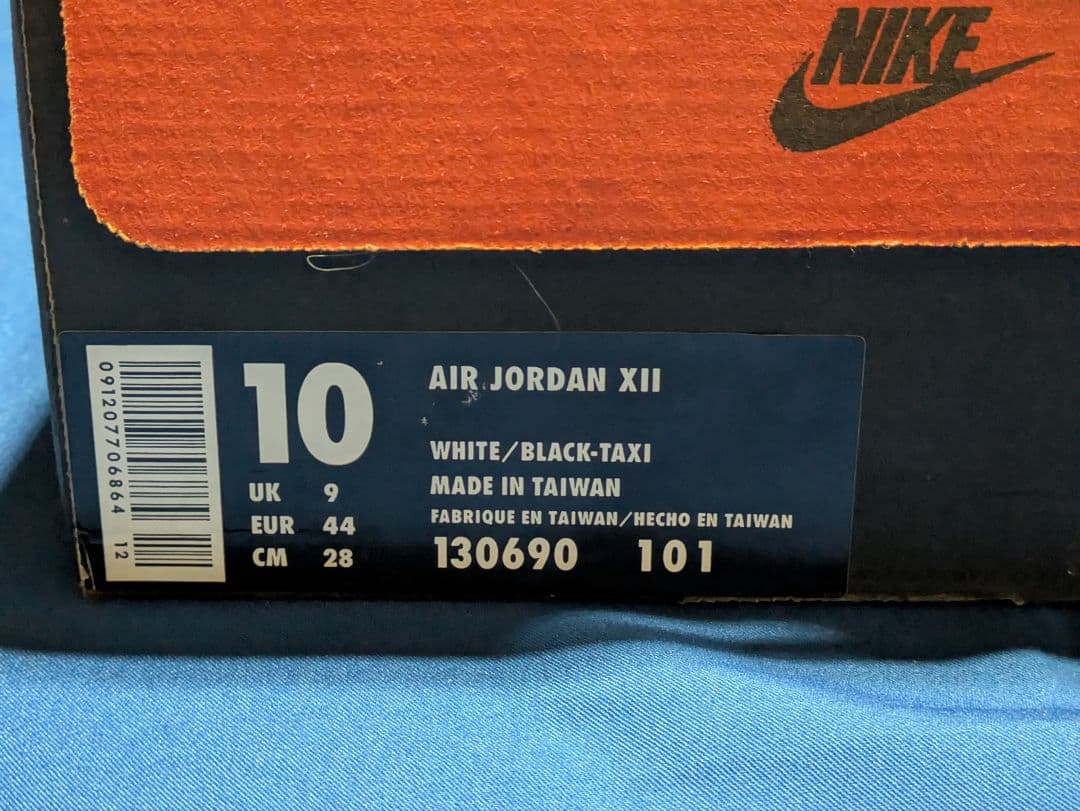 NIKE
10
UK 9
EUR 44
CM 28
AIR JORDAN XII
WHITE/BLACK-TAXI
MADE IN TAIWAN
FABRIQUE EN TAIWAN/HECHO EN TAIWAN
130690 101
091207706864 12